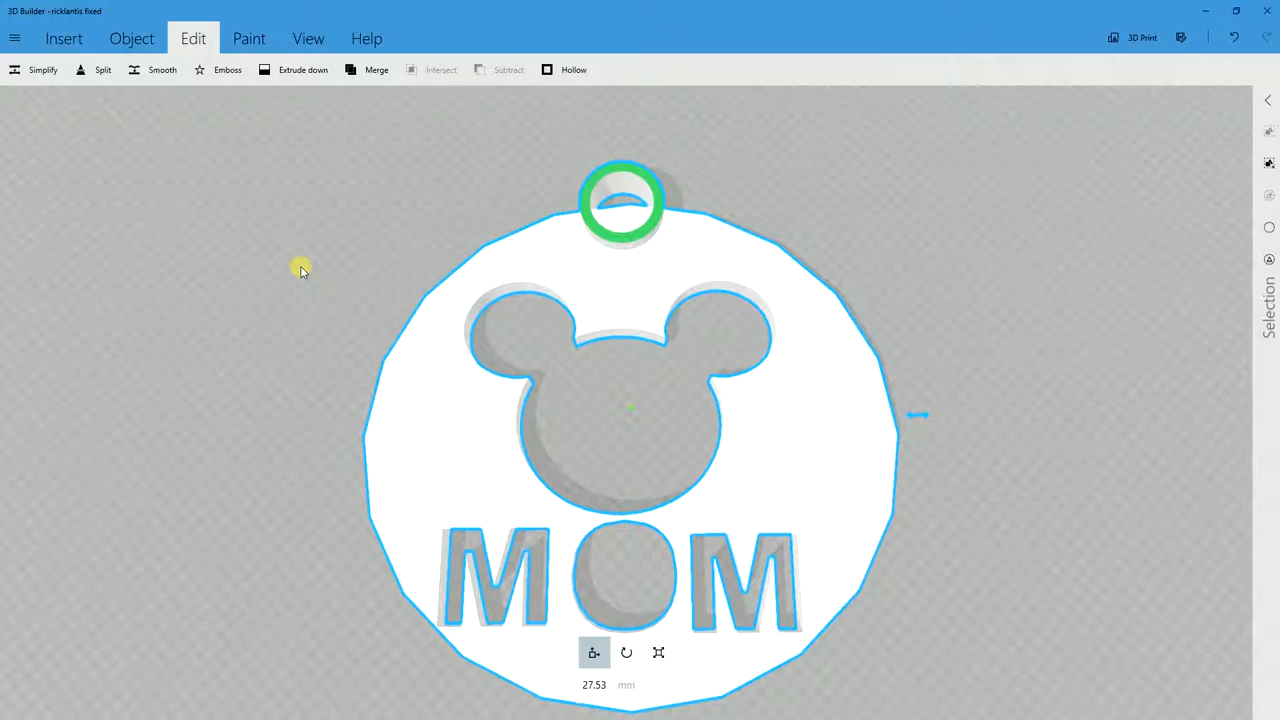 3D Builder -ricklantis fixed
Insert Object Edit Paint View Help 3D Print
Simplify Split Smooth Emboss Extrude down Merge Intersect Subtract Hollow
Selection
MOM
27.53 mm